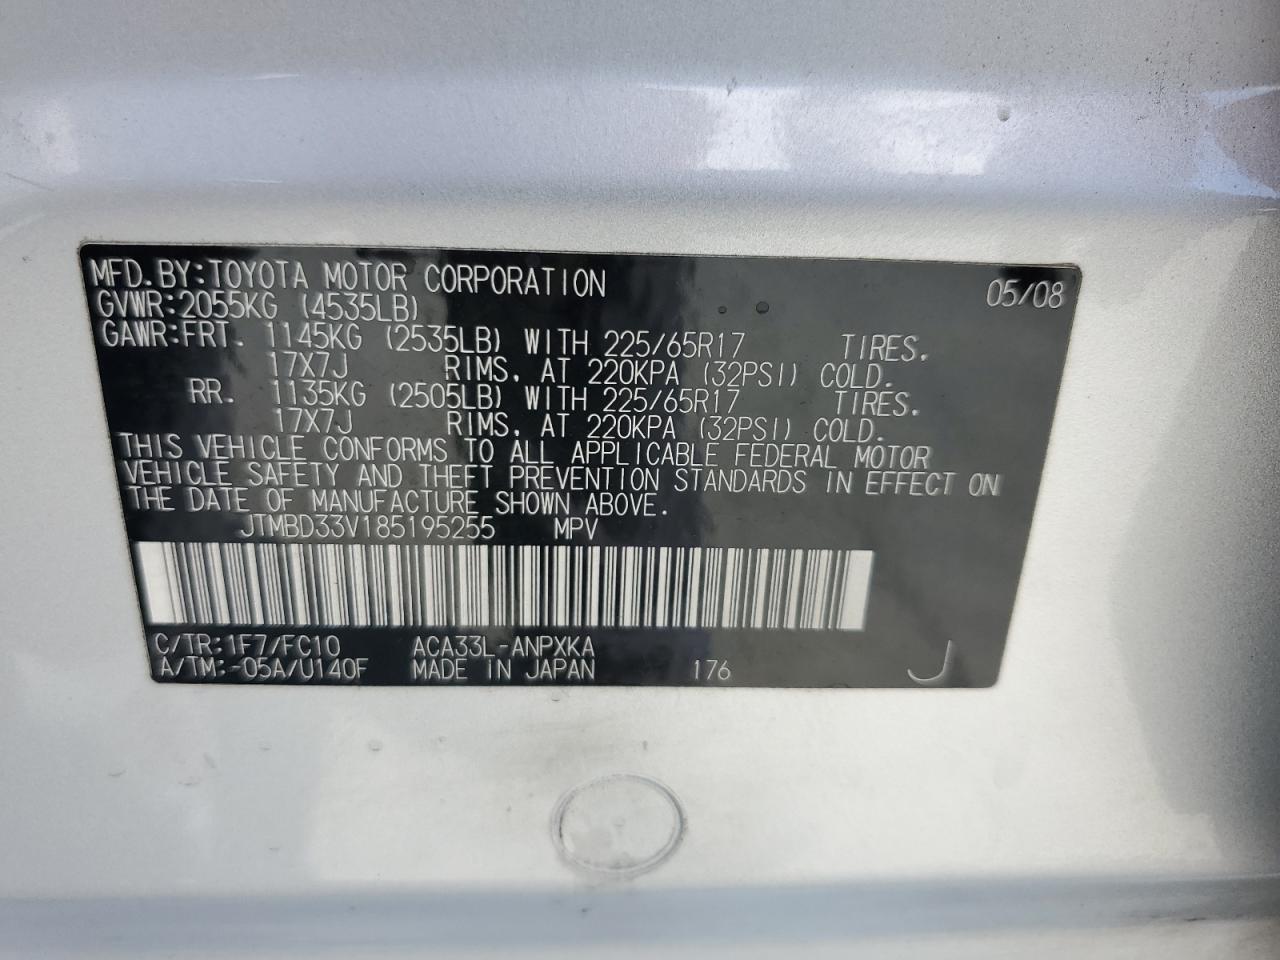 MFD. BY: TOYOTA MOTOR CORPORATION 05/08
GVWR: 2055KG (4535LB)
GAWR: FRT. 1145KG (2535LB) WITH 225/65R17 TIRES.
17X7J RIMS, AT 220KPA (32PSI) COLD.
RR. 1135KG (2505LB) WITH 225/65R17 TIRES.
17X7J RIMS, AT 220KPA (32PSI) COLD.
THIS VEHICLE CONFORMS TO ALL APPLICABLE FEDERAL MOTOR
VEHICLE SAFETY AND THEFT PREVENTION STANDARDS IN EFFECT ON
THE DATE OF MANUFACTURE SHOWN ABOVE.
JTMBD33V185195255 MPV
C/TR: 1F7/FC10 ACA33L-ANPXKA
A/TM: -05A/U140F MADE IN JAPAN 176 J